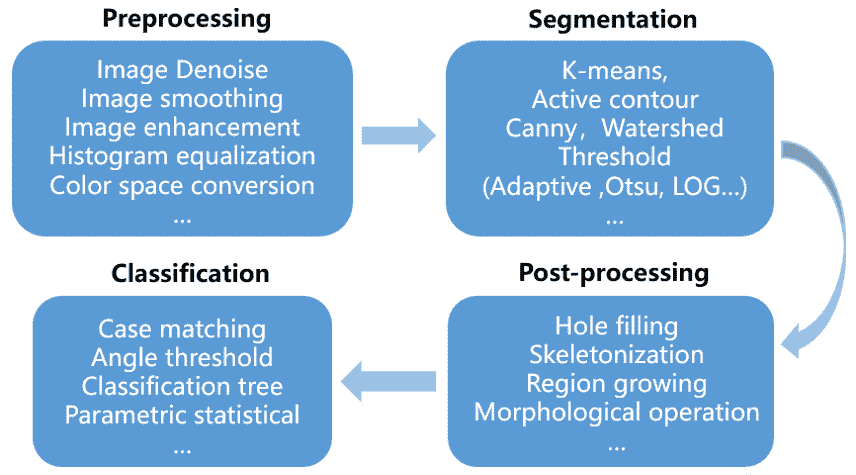 Preprocessing
Image Denoise
Image smoothing
Image enhancement
Histogram equalization
Color space conversion
...
Segmentation
K-means,
Active contour
Canny，Watershed
Threshold
(Adaptive ,Otsu, LOG...)
...
Post-processing
Hole filling
Skeletonization
Region growing
Morphological operation
...
Classification
Case matching
Angle threshold
Classification tree
Parametric statistical
...